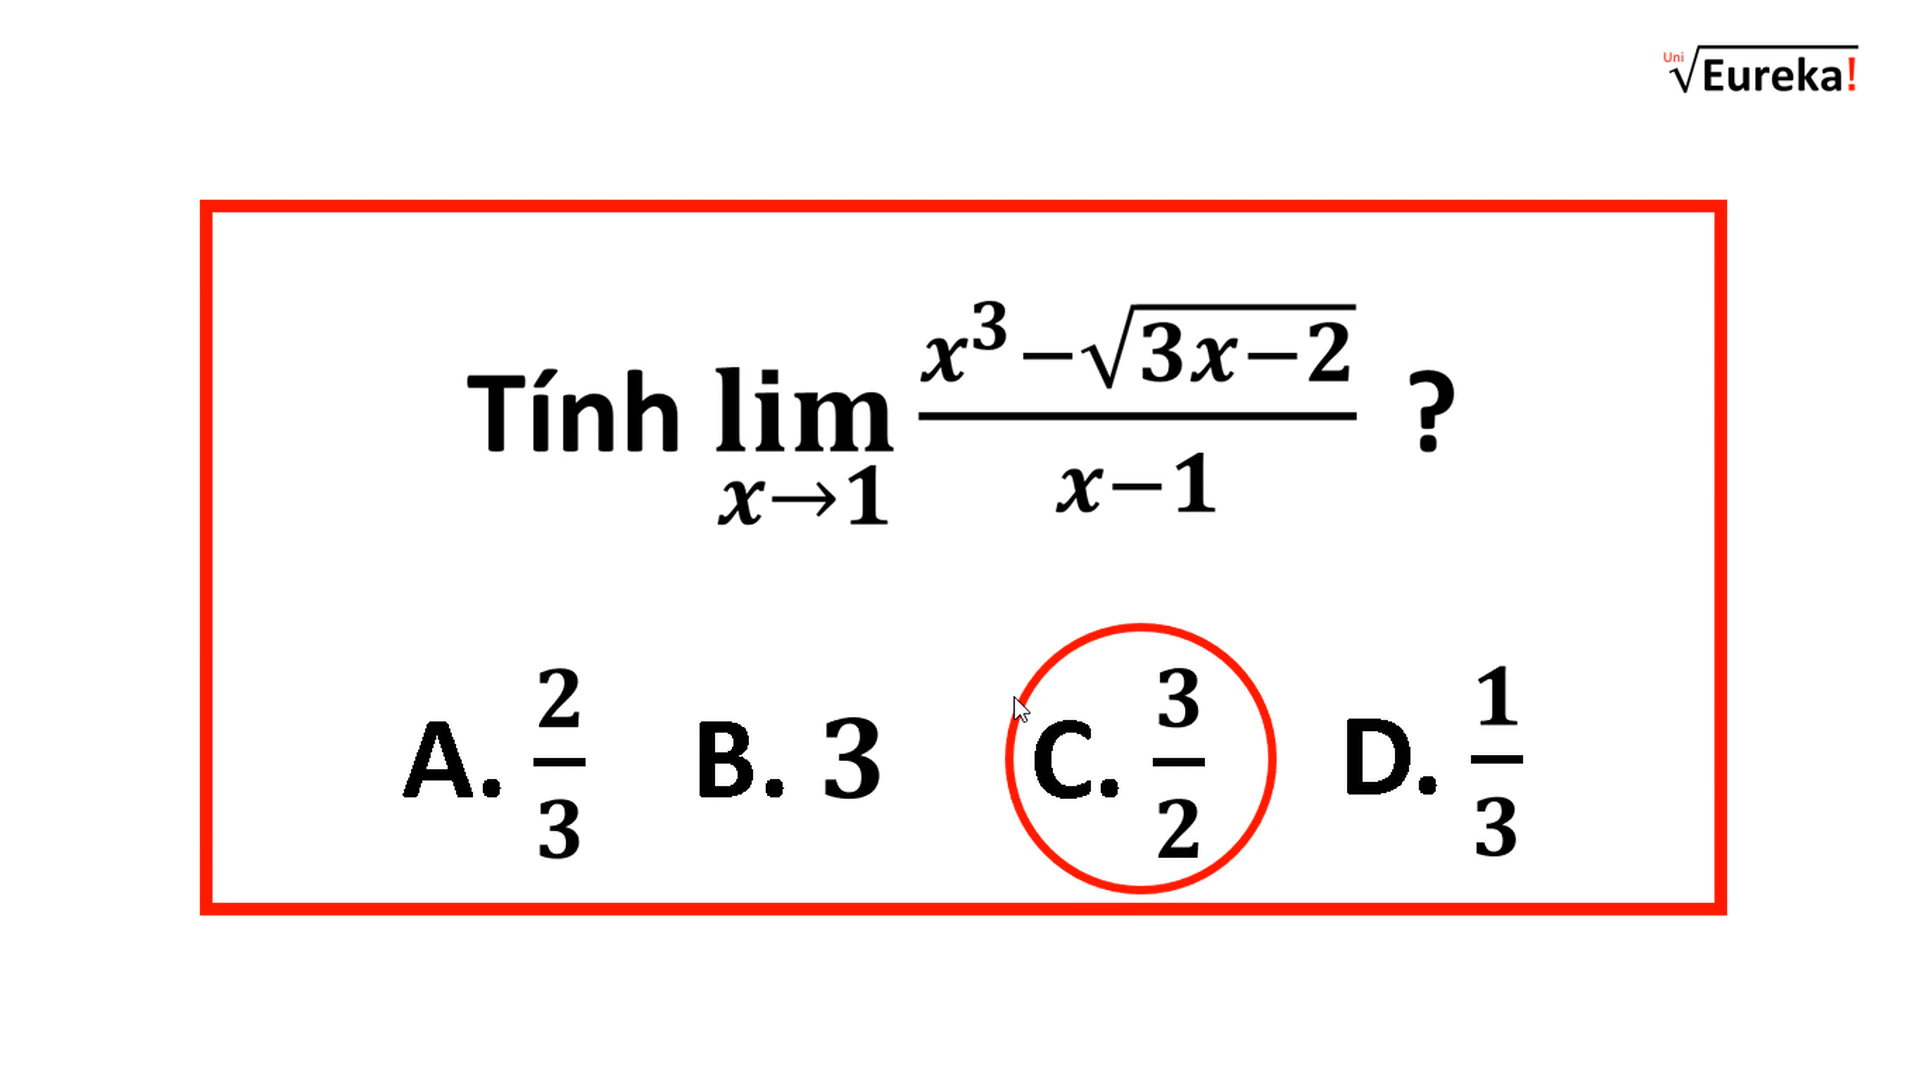 Uni
√Eureka!
Tính lim x→1 (x³−√(3x−2))/(x−1) ?
A. 2/3 B. 3 C. 3/2 D. 1/3